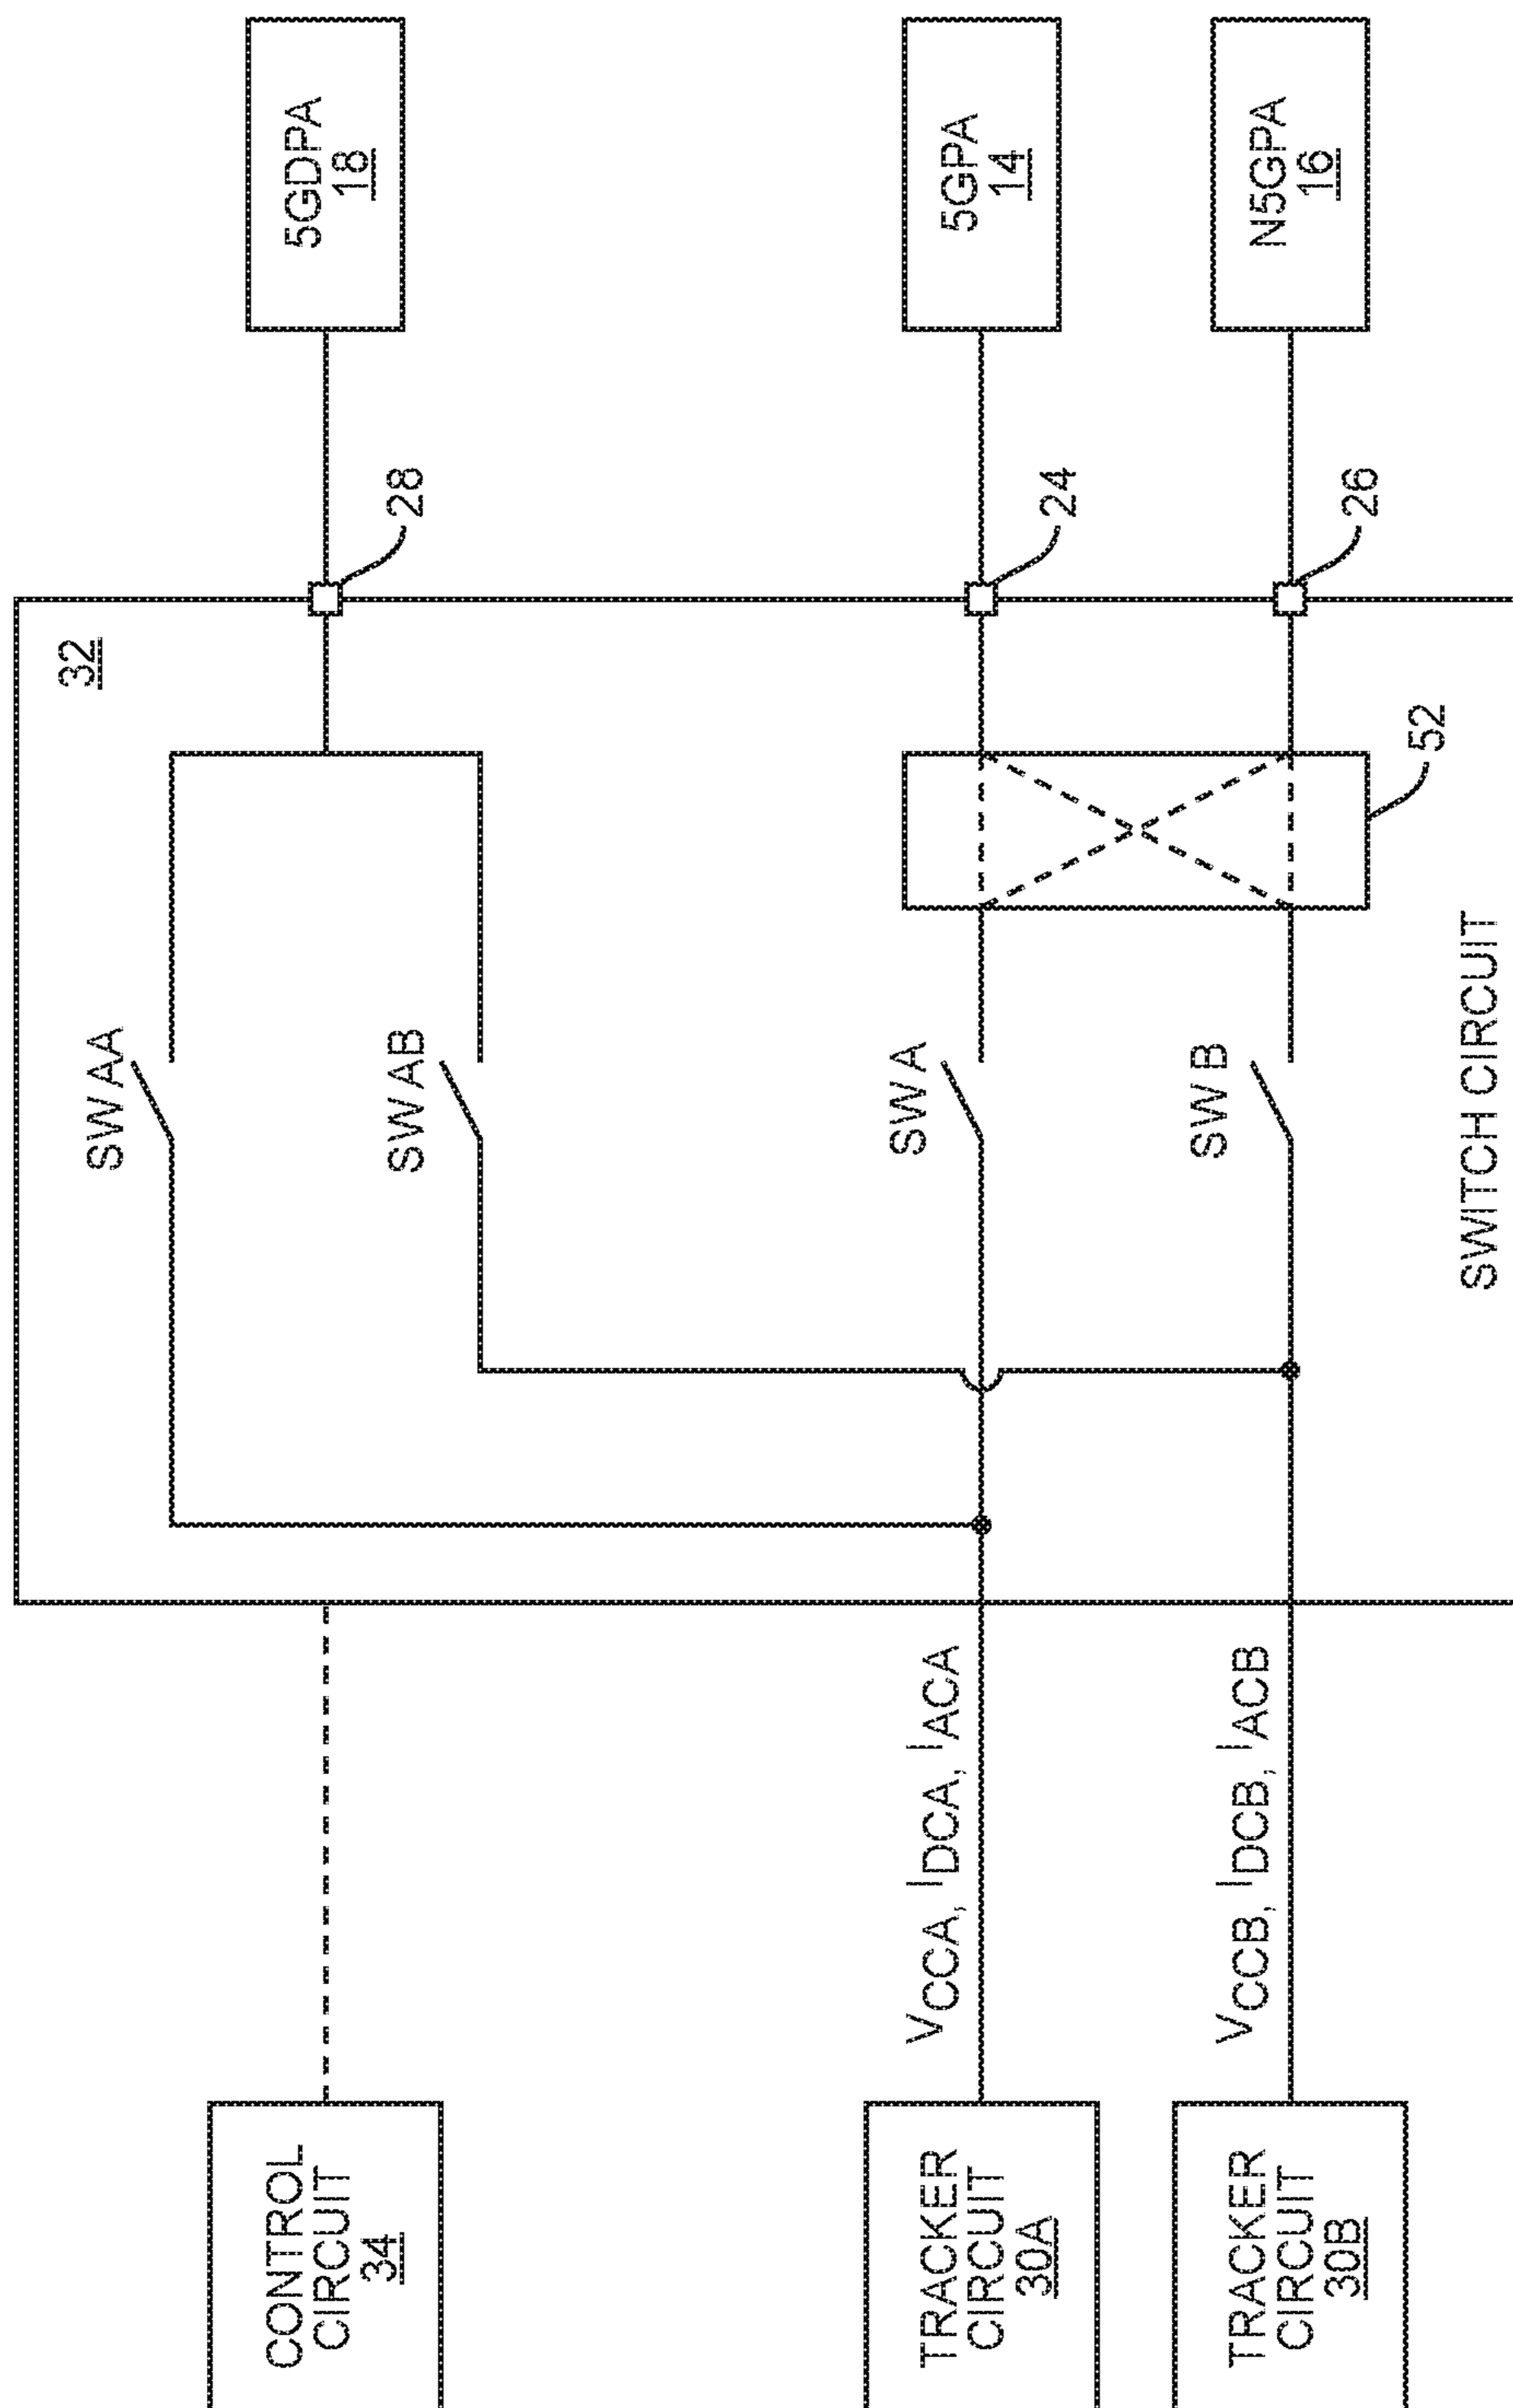 CONTROL
CIRCUIT
34
TRACKER
CIRCUIT
30A
TRACKER
CIRCUIT
30B
VCCA, IDCA, IACA
VCCB, IDCB, IACB
32
SW AA
SW AB
SW A
SW B
SWITCH CIRCUIT
52
28
24
26
5GDPA
18
5GPA
14
N5GPA
16